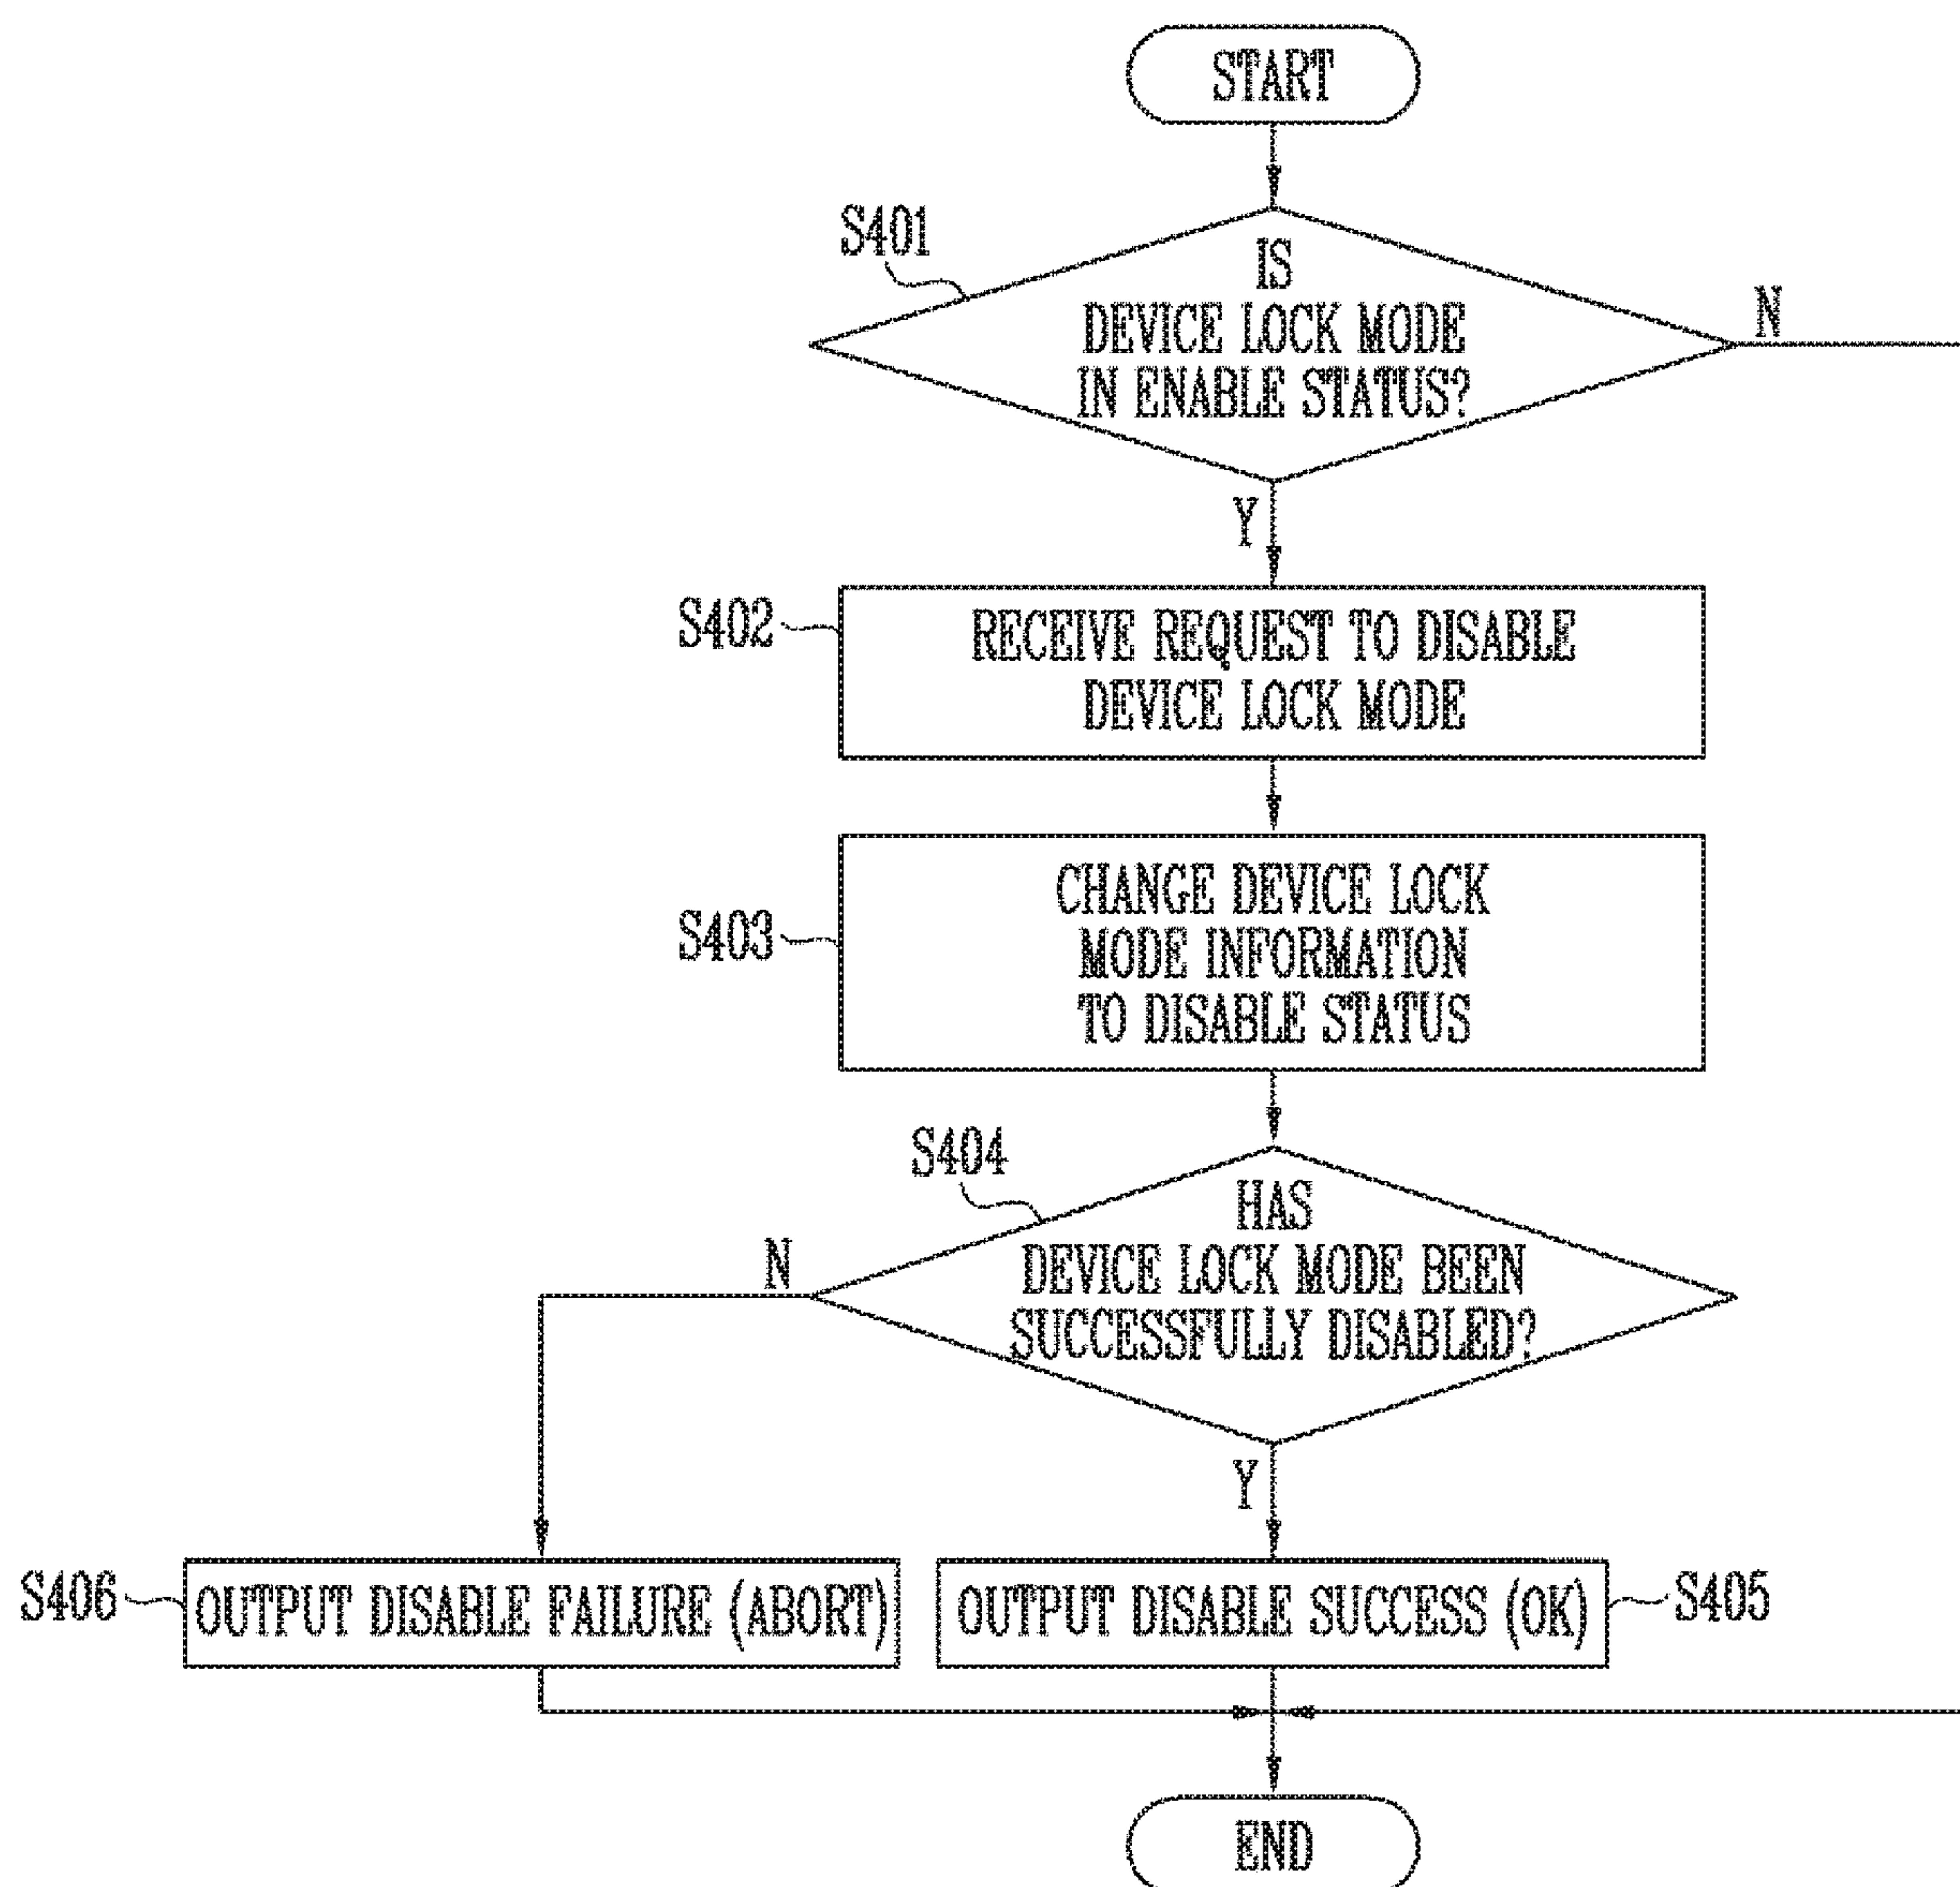 START
S401
IS
DEVICE LOCK MODE
IN ENABLE STATUS?
N
Y
S402
RECEIVE REQUEST TO DISABLE
DEVICE LOCK MODE
S403
CHANGE DEVICE LOCK
MODE INFORMATION
TO DISABLE STATUS
S404
HAS
DEVICE LOCK MODE BEEN
SUCCESSFULLY DISABLED?
N
Y
S406
OUTPUT DISABLE FAILURE (ABORT)
OUTPUT DISABLE SUCCESS (OK)
S405
END